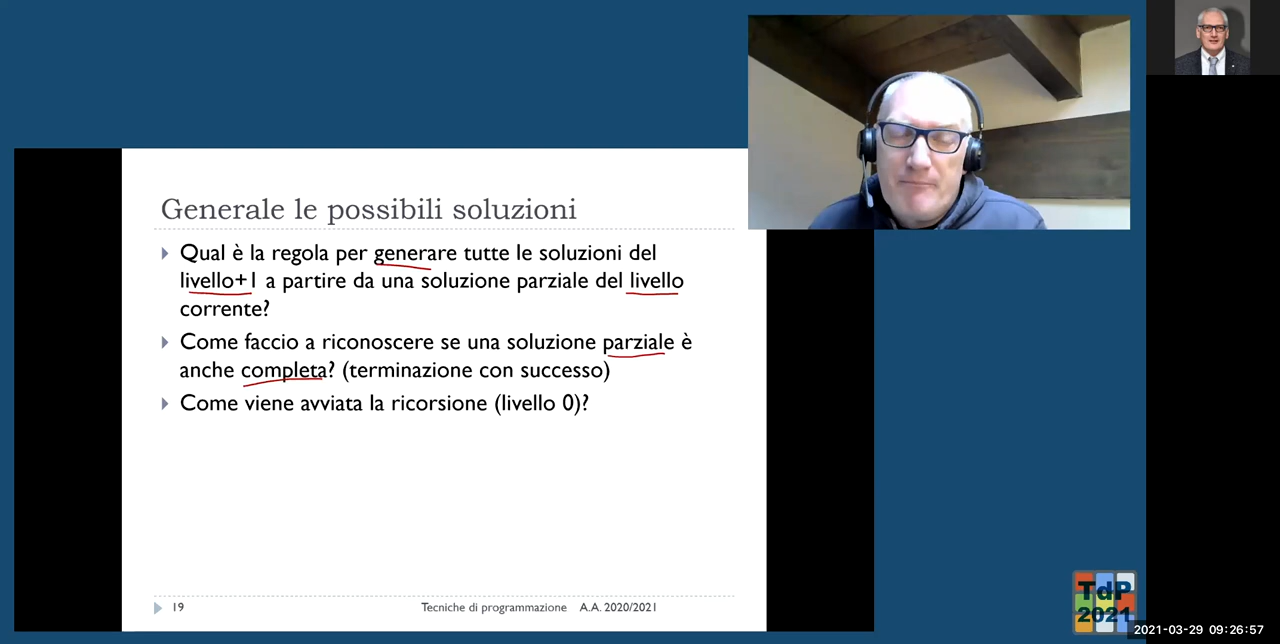 Generale le possibili soluzioni
Qual è la regola per generare tutte le soluzioni del
livello+1 a partire da una soluzione parziale del livello
corrente?
Come faccio a riconoscere se una soluzione parziale è
anche completa? (terminazione con successo)
Come viene avviata la ricorsione (livello 0)?
19
Tecniche di programmazione A.A. 2020/2021
TdP
2021
2021-03-29 09:26:57